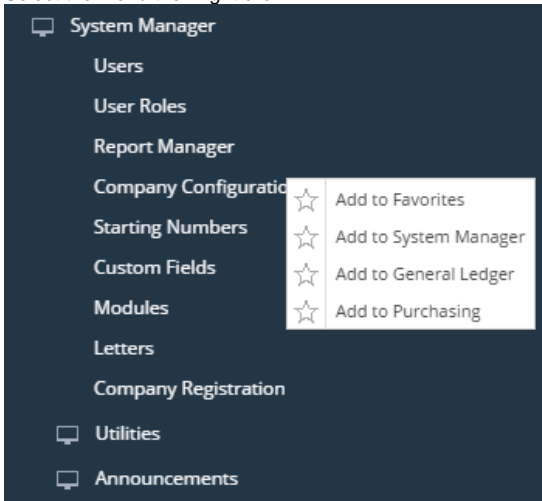 System Manager
Users
User Roles
Report Manager
Company Configuratio
Add to Favorites
Starting Numbers
Add to System Manager
Custom Fields
Add to General Ledger
Modules
Add to Purchasing
Letters
Company Registration
Utilities
Announcements